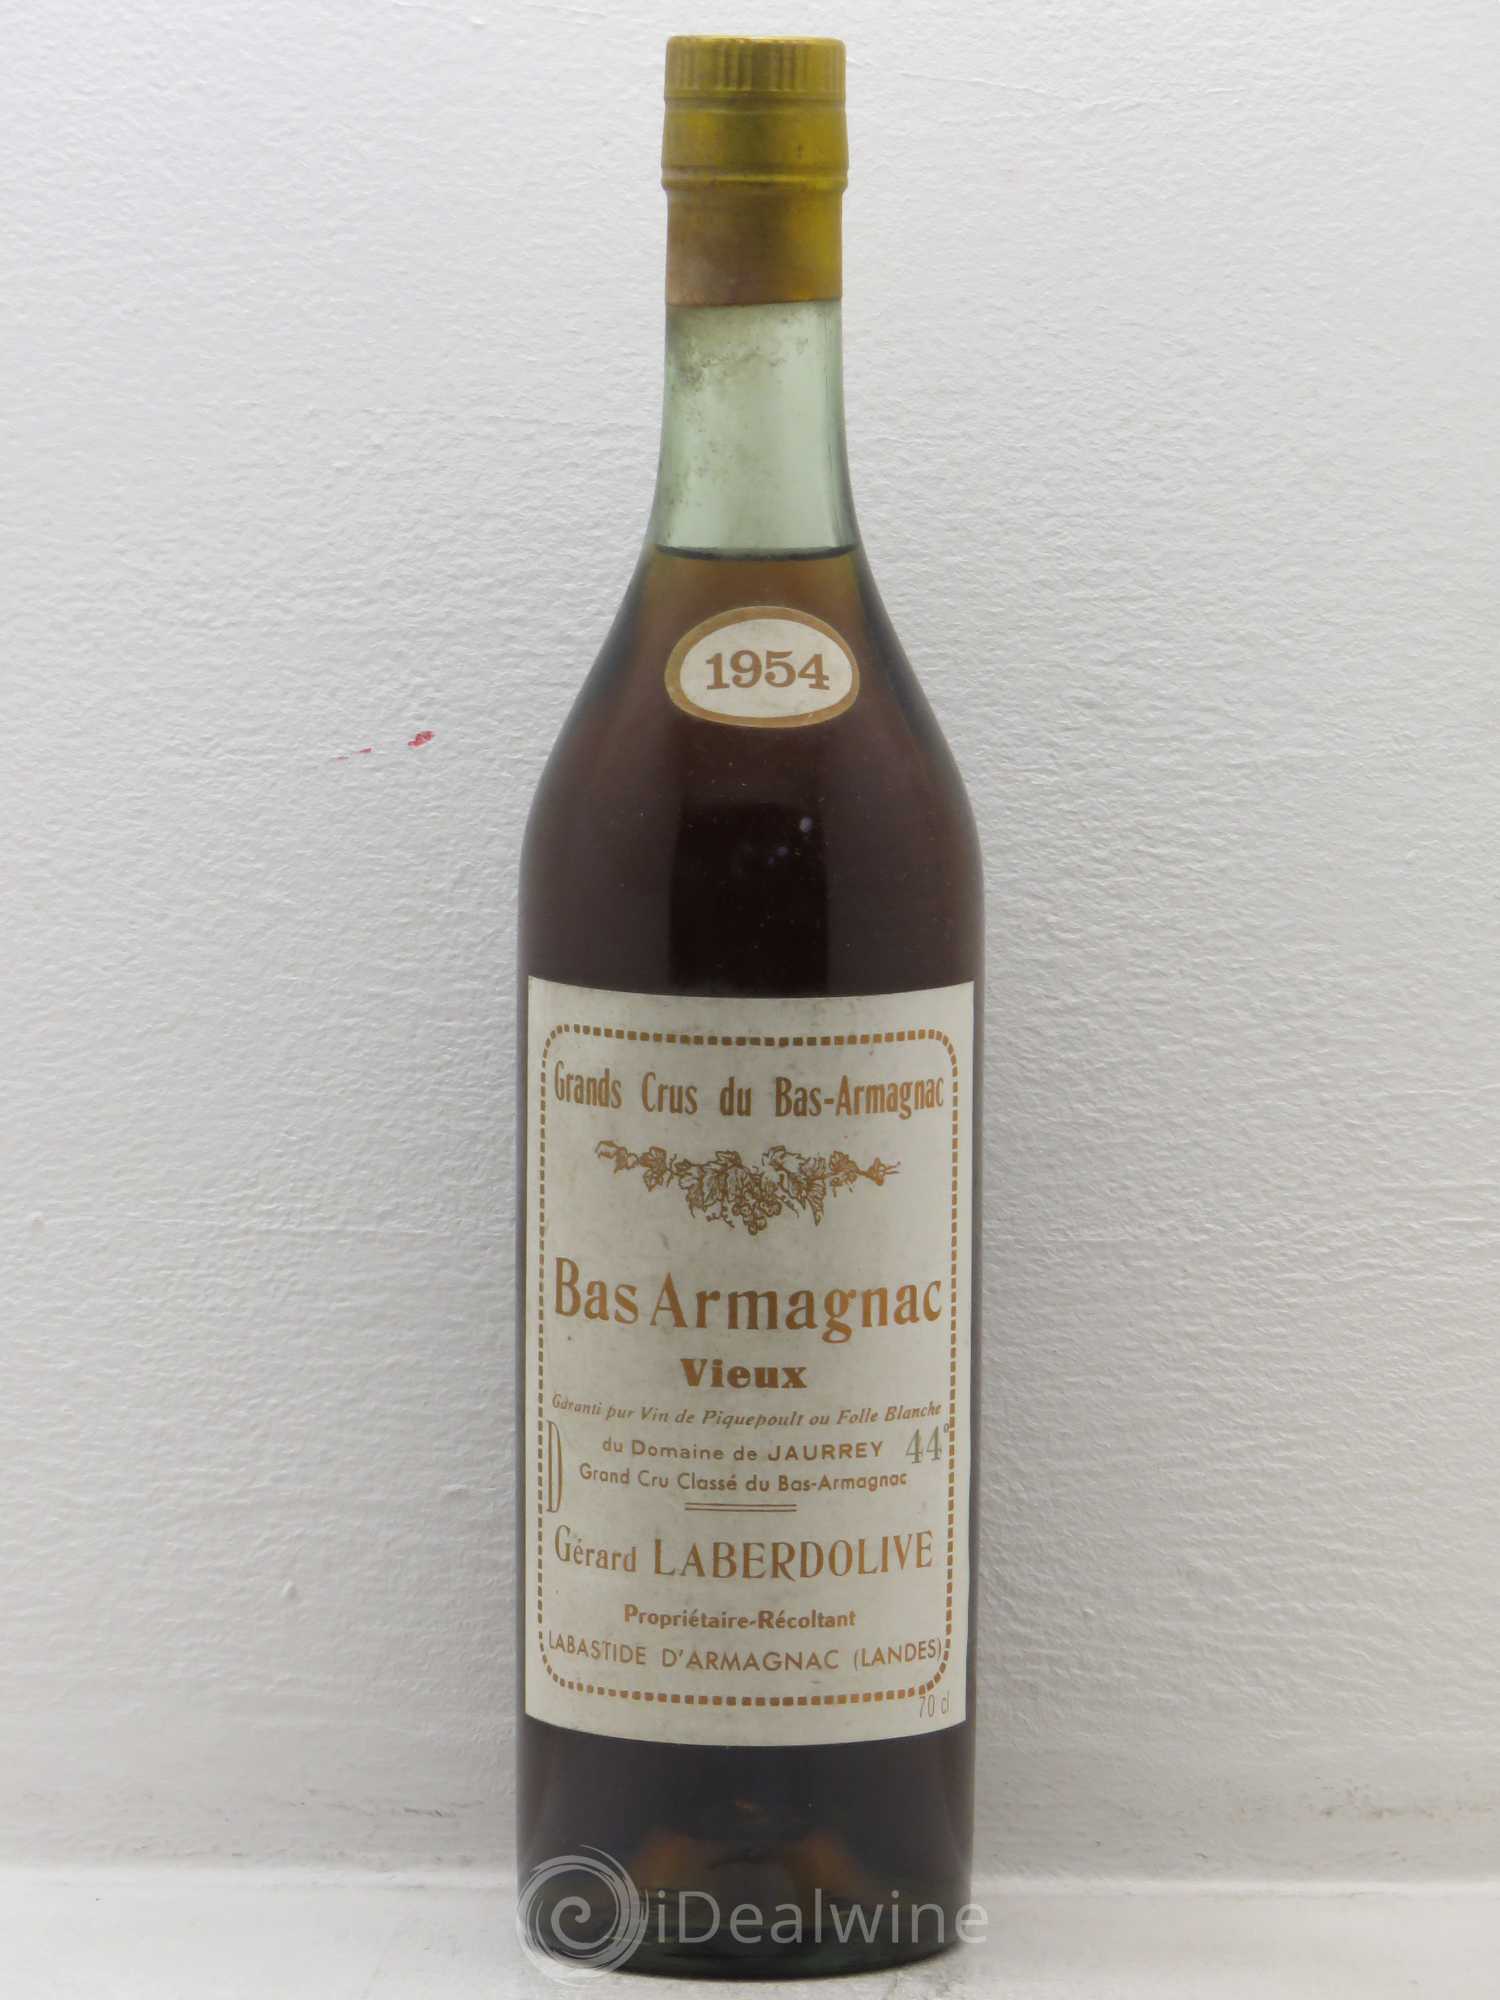 1954
Grands Crus du Bas-Armagnac
Bas Armagnac
Vieux
Garanti pur Vin de Piquepoult ou Folle Blanche
du Domaine de JAURREY 44°
Grand Cru Classé du Bas-Armagnac
D
Gérard LABERDOLIVE
Propriétaire-Récoltant
LABASTIDE D'ARMAGNAC (LANDES)
70 cl
iDealwine